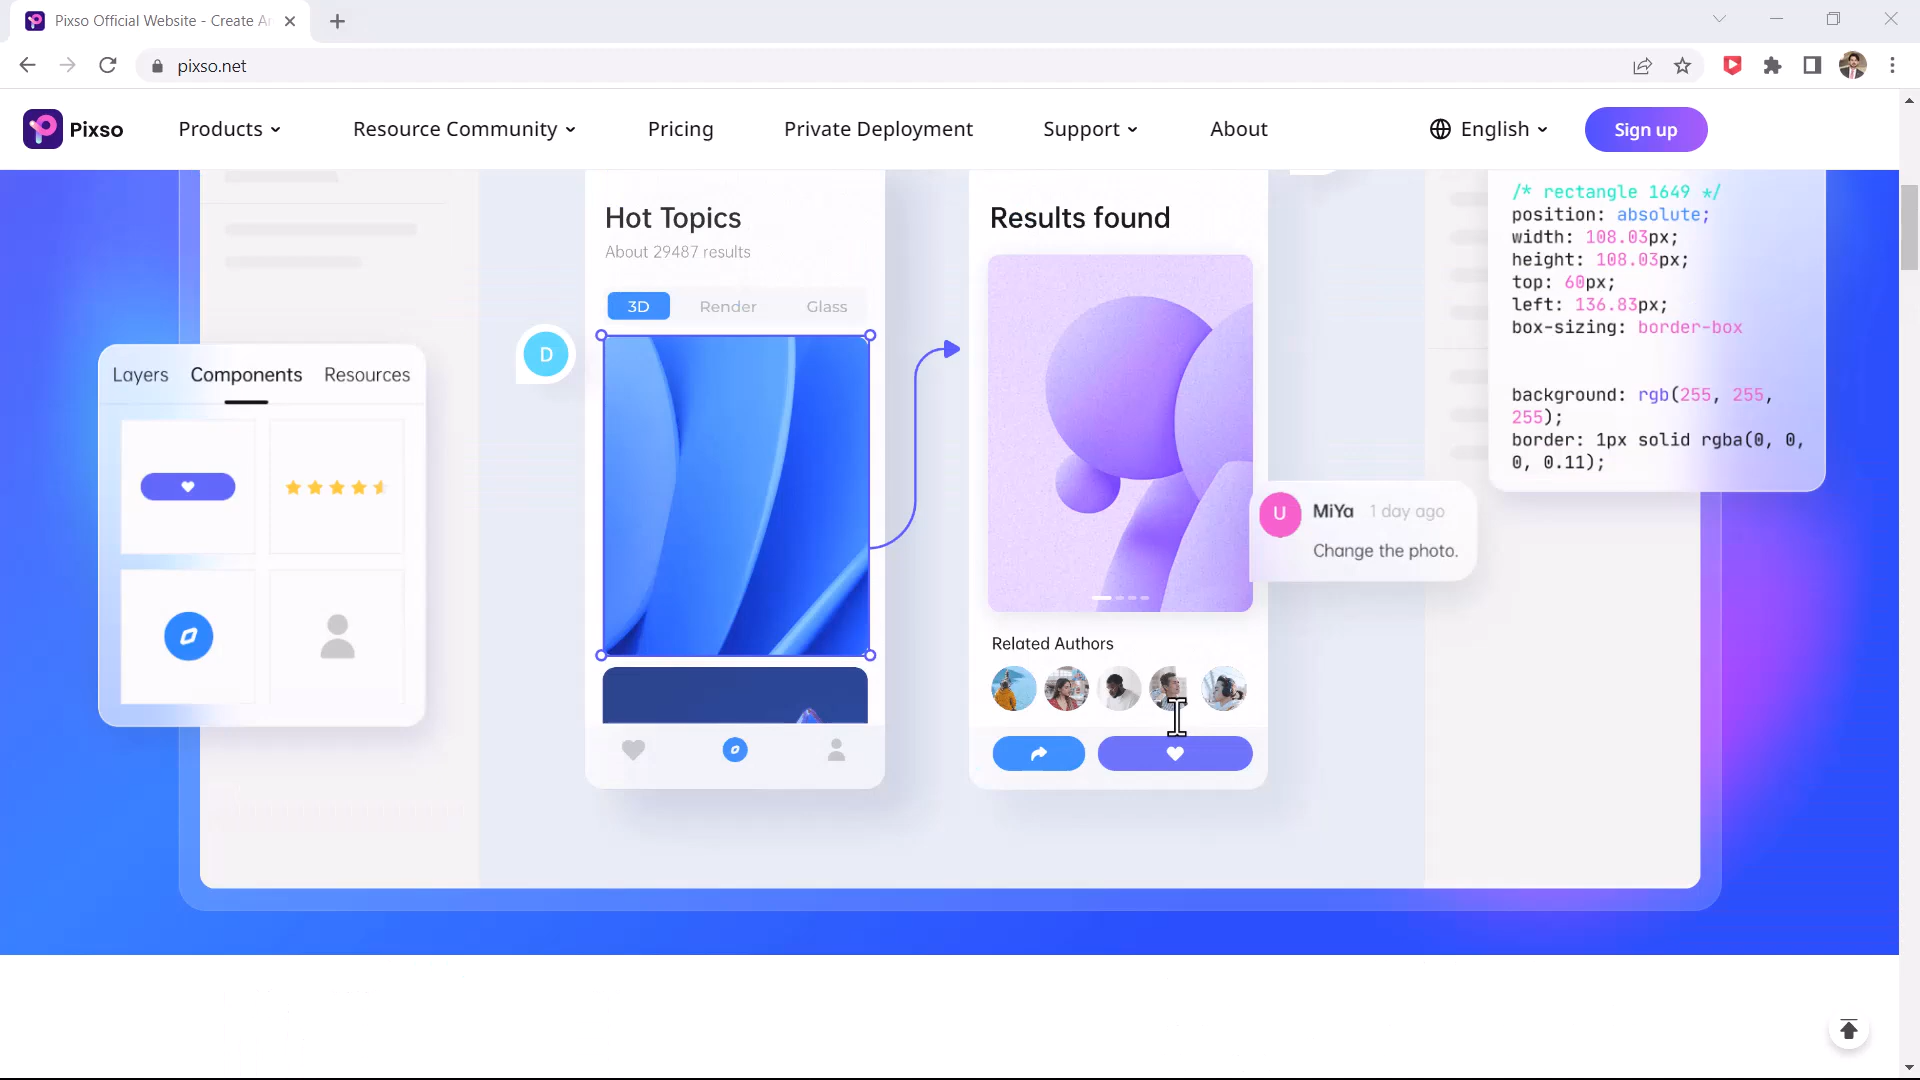 Pixso Official Website - Create An
pixso.net
Pixso
Products
Resource Community
Pricing
Private Deployment
Support
About
English
Sign up
Hot Topics
About 29487 results
3D
Render
Glass
D
Layers
Components
Resources
Results found
U
MiYa
1 day ago
Change the photo.
Related Authors
/* rectangle 1649 */
position: absolute;
width: 108.03px;
height: 108.03px;
top: 60px;
left: 136.83px;
box-sizing: border-box
background: rgb(255, 255,
255);
border: 1px solid rgba(0, 0,
0, 0.11);